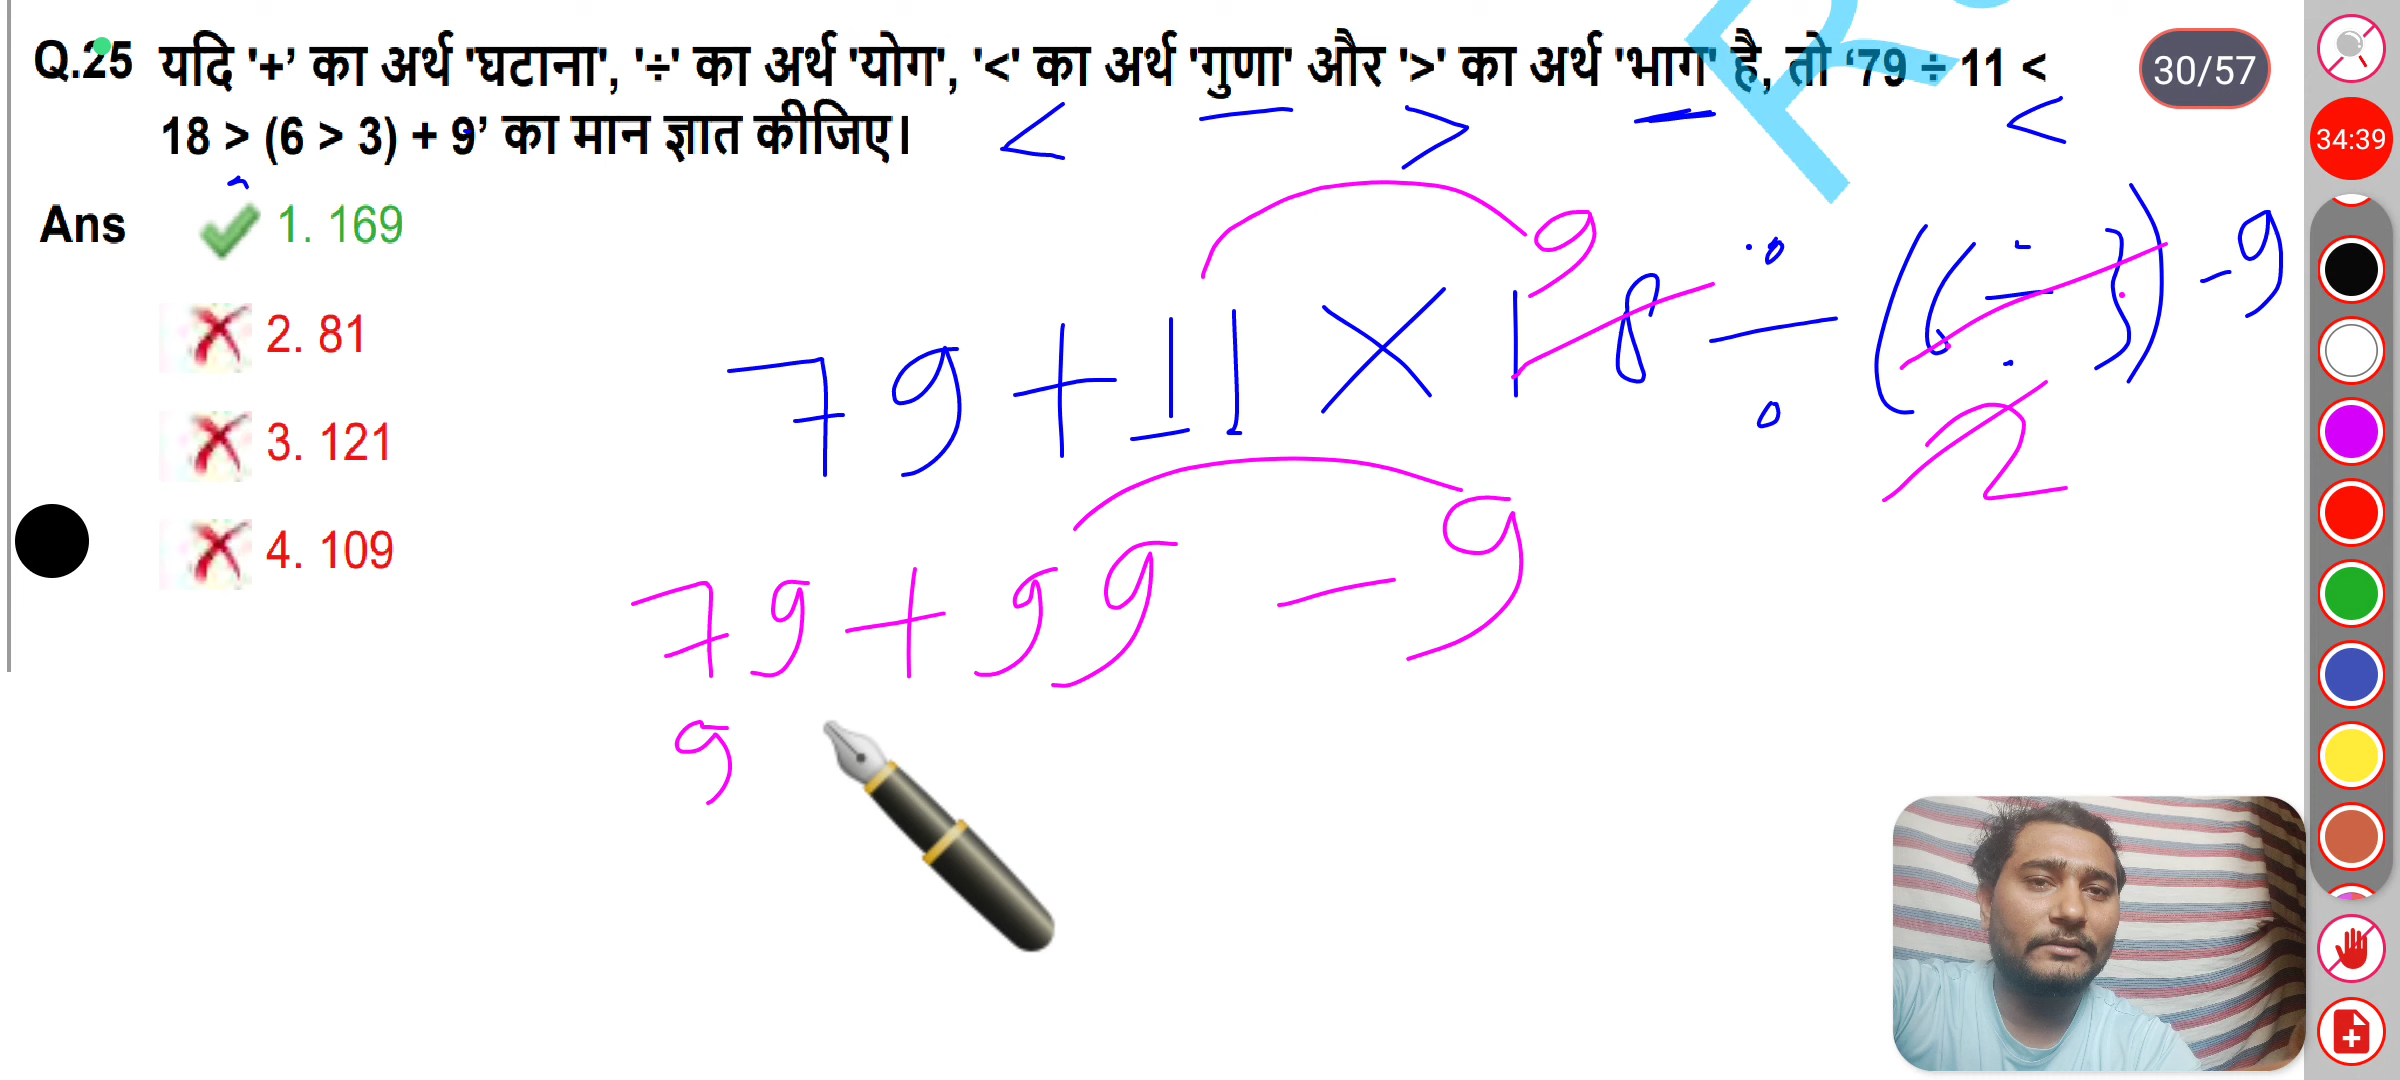 Q.25 यदि '+’ का अर्थ 'घटाना', '÷' का अर्थ 'योग', '<' का अर्थ 'गुणा' और '>' का अर्थ 'भाग' है, तो ‘79 ÷ 11 <
18 > (6 > 3) + 9’ का मान ज्ञात कीजिए।
30/57
34:39
< – > – <
Ans 1. 169
2. 81
3. 121
4. 109
9
79 + 11 × 18 ÷ (6 ÷ 3) - 9
2
79 + 99 - 9
9